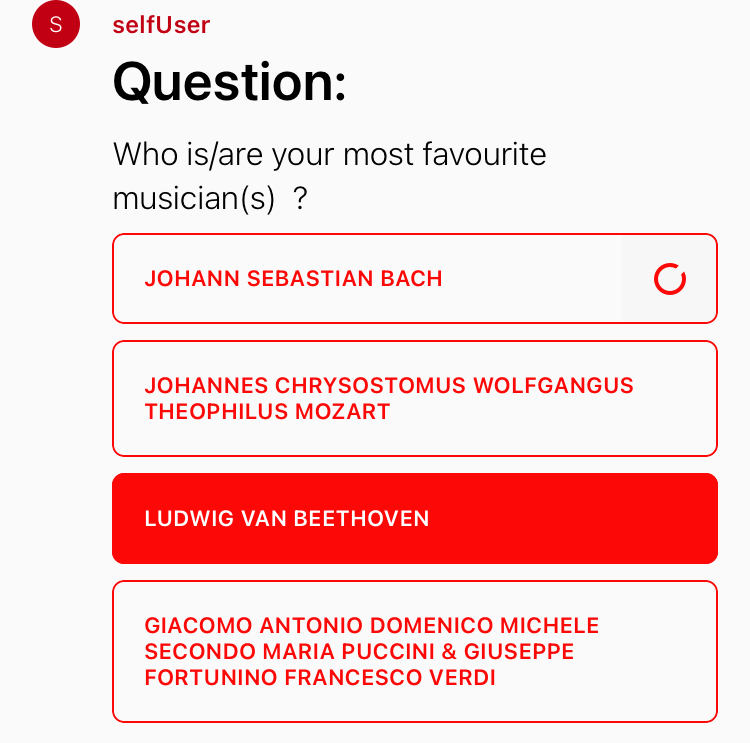 S
selfUser
Question:
Who is/are your most favourite
musician(s) ?
JOHANN SEBASTIAN BACH
JOHANNES CHRYSOSTOMUS WOLFGANGUS
THEOPHILUS MOZART
LUDWIG VAN BEETHOVEN
GIACOMO ANTONIO DOMENICO MICHELE
SECONDO MARIA PUCCINI & GIUSEPPE
FORTUNINO FRANCESCO VERDI